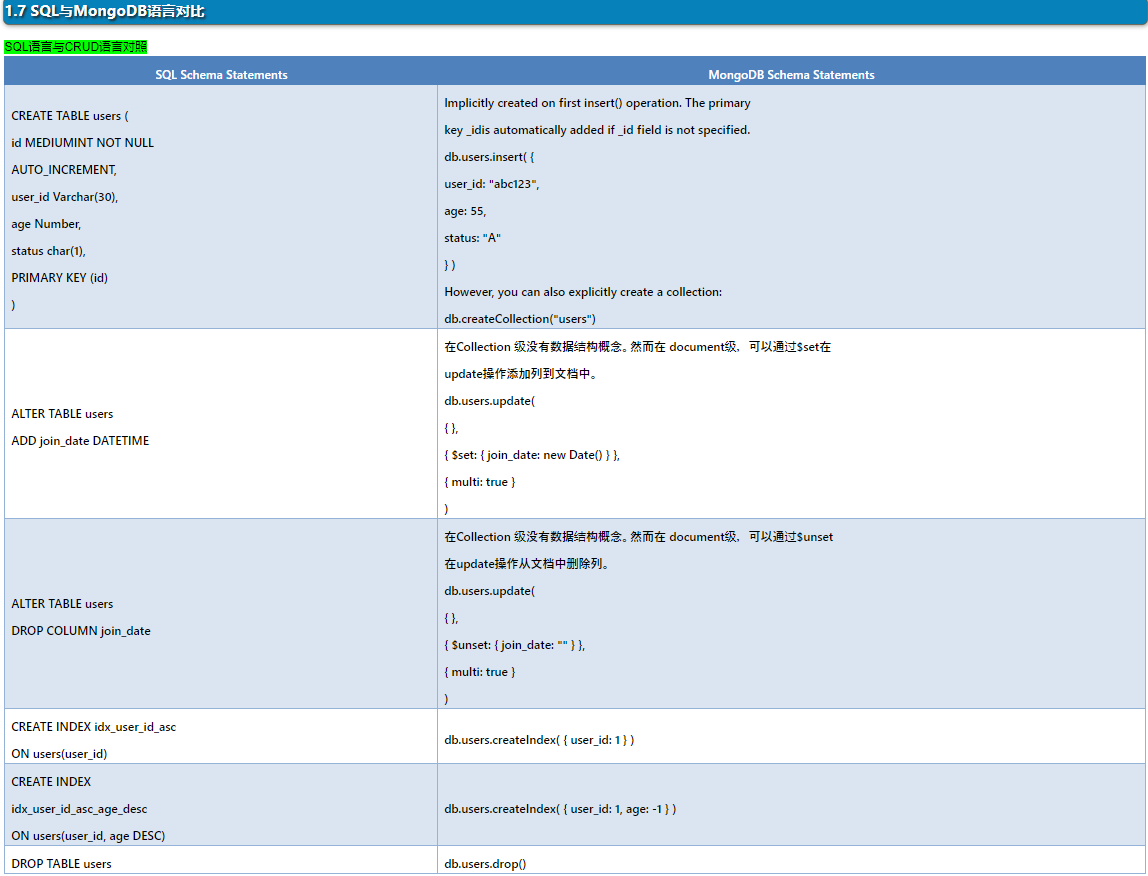 1.7 SQL与MongoDB语言对比
SQL语言与CRUD语言对照
SQL Schema Statements
MongoDB Schema Statements
CREATE TABLE users (
id MEDIUMINT NOT NULL
AUTO_INCREMENT,
user_id Varchar(30),
age Number,
status char(1),
PRIMARY KEY (id)
)
Implicitly created on first insert() operation. The primary
key _idis automatically added if _id field is not specified.
db.users.insert( {
user_id: "abc123",
age: 55,
status: "A"
} )
However, you can also explicitly create a collection:
db.createCollection("users")
ALTER TABLE users
ADD join_date DATETIME
在Collection 级没有数据结构概念。然而在 document级，可以通过$set在
update操作添加列到文档中。
db.users.update(
{ },
{ $set: { join_date: new Date() } },
{ multi: true }
)
ALTER TABLE users
DROP COLUMN join_date
在Collection 级没有数据结构概念。然而在 document级，可以通过$unset
在update操作从文档中删除列。
db.users.update(
{ },
{ $unset: { join_date: "" } },
{ multi: true }
)
CREATE INDEX idx_user_id_asc
ON users(user_id)
db.users.createIndex( { user_id: 1 } )
CREATE INDEX
idx_user_id_asc_age_desc
ON users(user_id, age DESC)
db.users.createIndex( { user_id: 1, age: -1 } )
DROP TABLE users
db.users.drop()